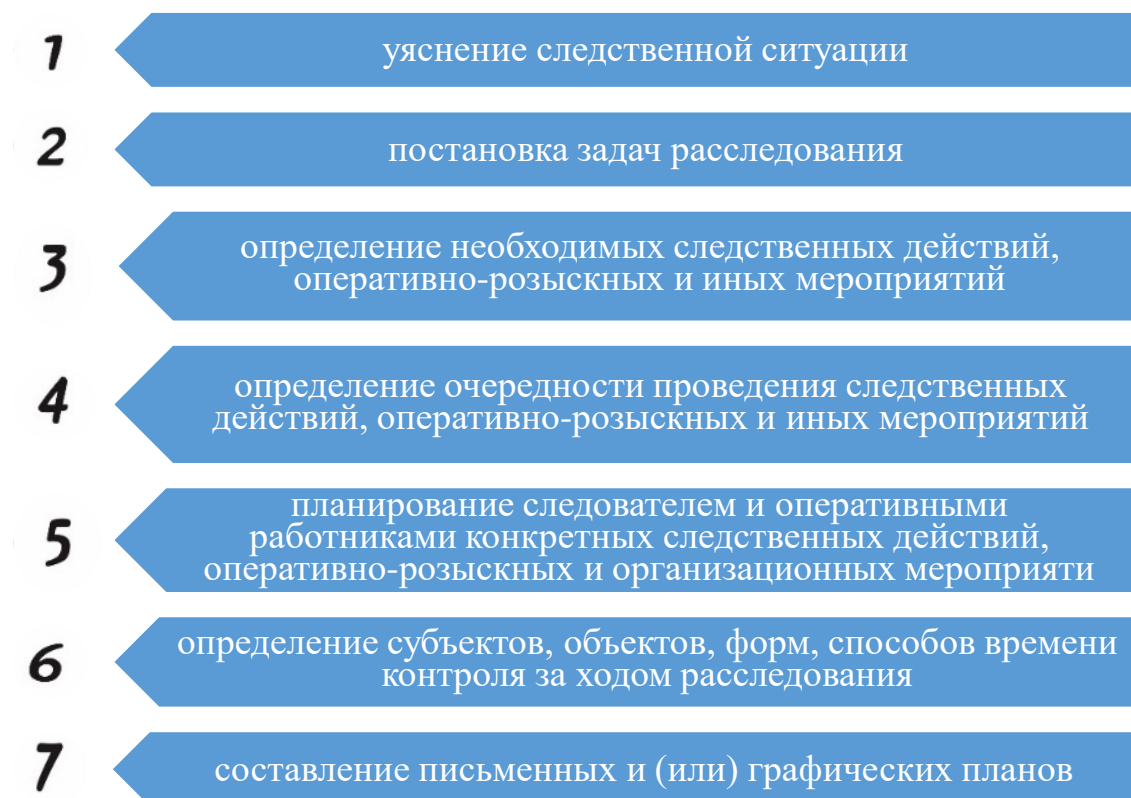 1
уяснение следственной ситуации
2
постановка задач расследования
3
определение необходимых следственных действий,
оперативно-розыскных и иных мероприятий
4
определение очередности проведения следственных
действий, оперативно-розыскных и иных мероприятий
5
планирование следователем и оперативными
работниками конкретных следственных действий,
оперативно-розыскных и организационных мероприяти
6
определение субъектов, объектов, форм, способов времени
контроля за ходом расследования
7
составление письменных и (или) графических планов